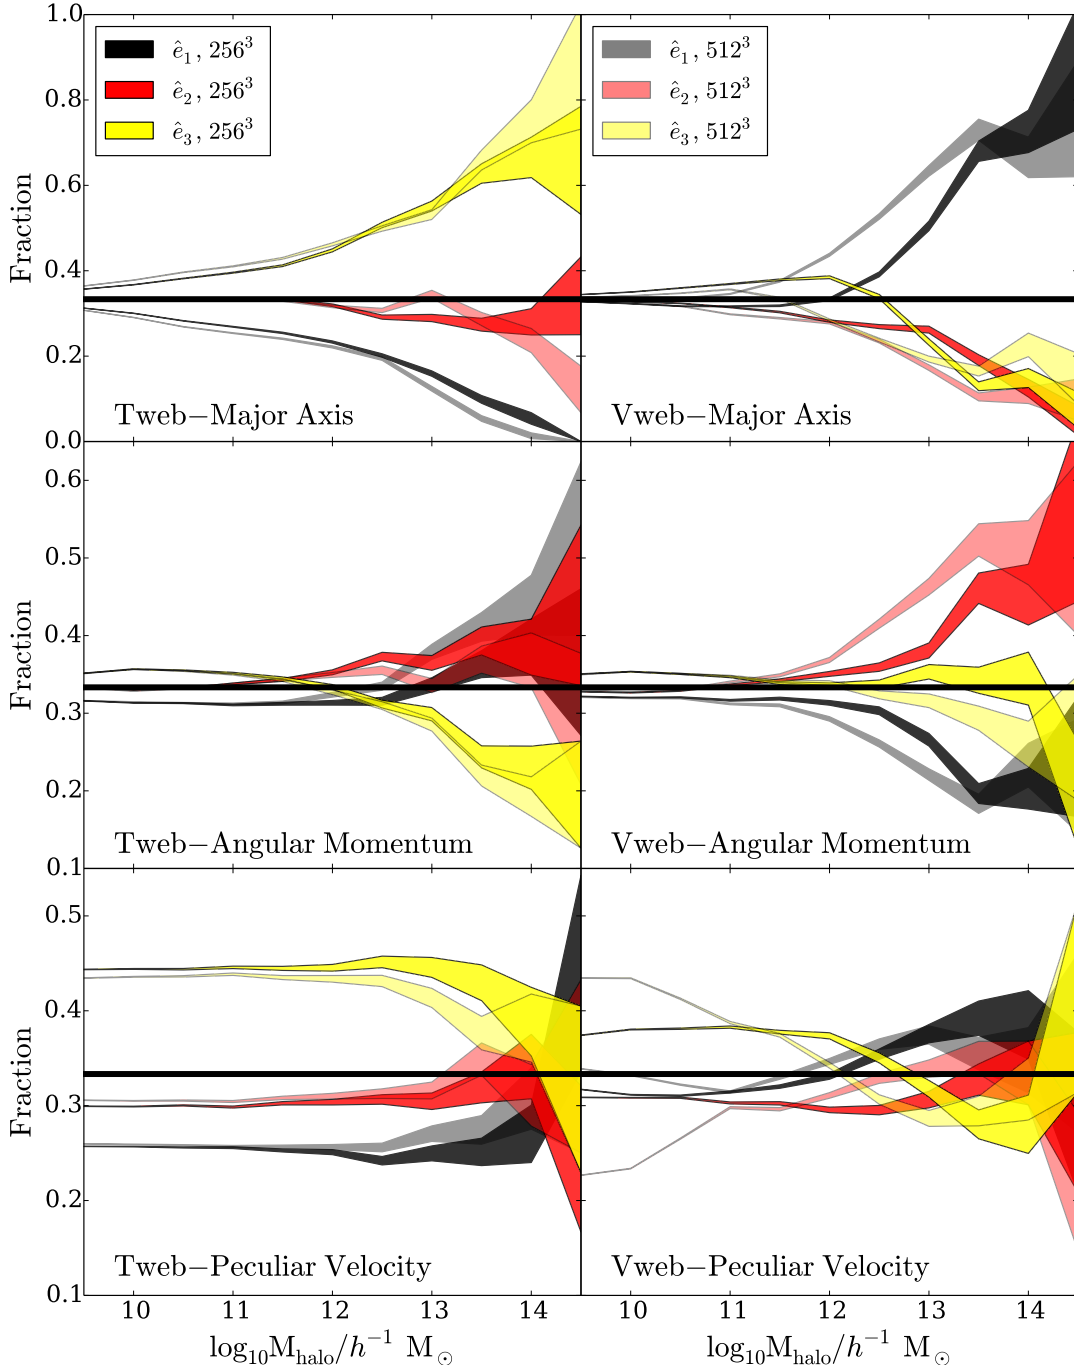 1.0
0.8
0.6
0.4
0.2
0.0
Fraction
ê₁, 256³
ê₂, 256³
ê₃, 256³
Tweb−Major Axis
ê₁, 512³
ê₂, 512³
ê₃, 512³
Vweb−Major Axis
0.6
0.5
0.4
0.3
0.2
0.1
Fraction
Tweb−Angular Momentum
Vweb−Angular Momentum
0.5
0.4
0.3
0.2
0.1
Fraction
Tweb−Peculiar Velocity
Vweb−Peculiar Velocity
10 11 12 13 14
10 11 12 13 14
log₁₀M_halo/h⁻¹ M_⊙
log₁₀M_halo/h⁻¹ M_⊙